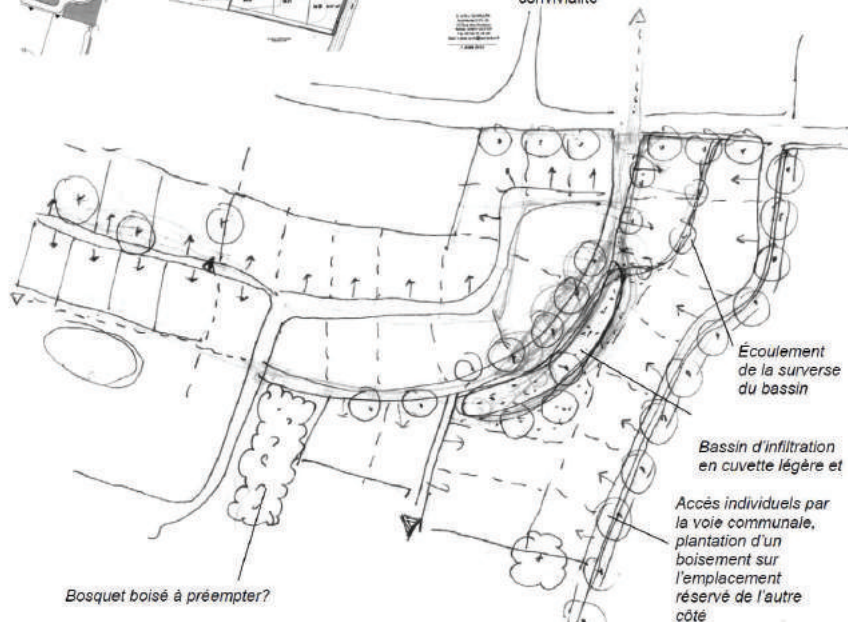 convivialité
Écoulement
de la surverse
du bassin
Bassin d'infiltration
en cuvette légère et
Accès individuels par
la voie communale,
plantation d'un
boisement sur
l'emplacement
réservé de l'autre
côté
Bosquet boisé à préempter?